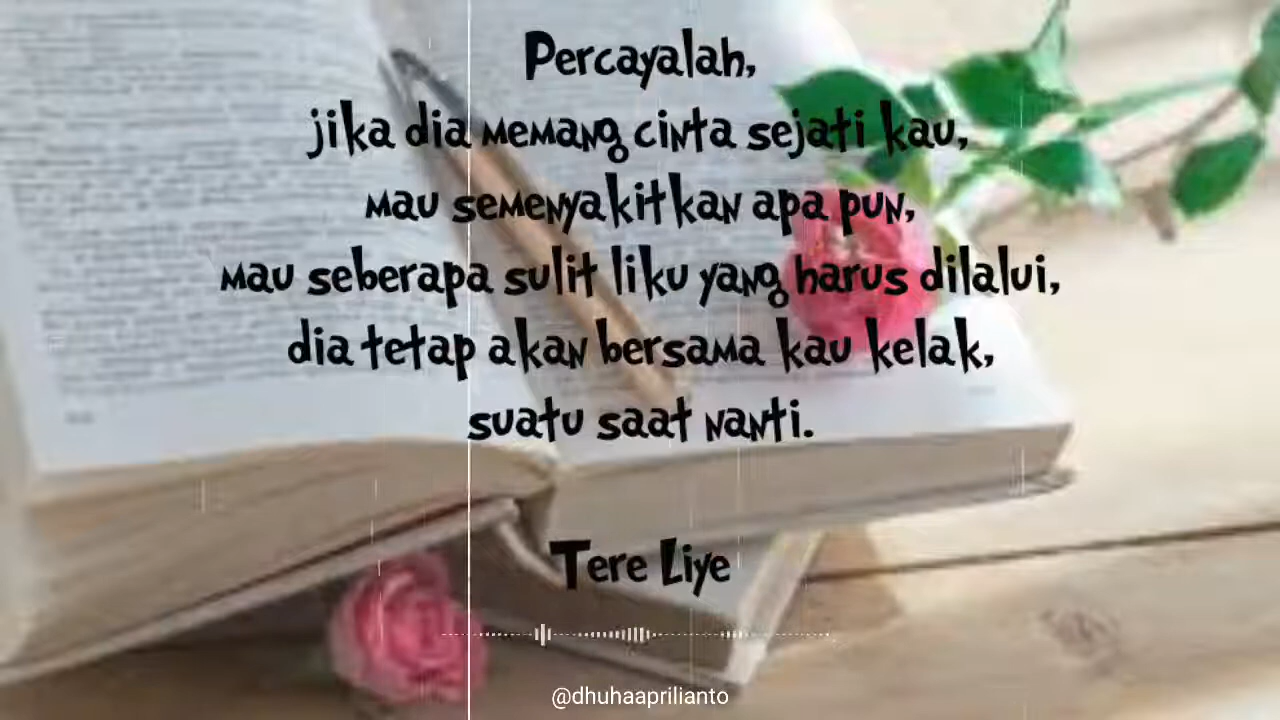 Percayalah,
jika dia memang cinta sejati kau,
mau semenyakitkan apa pun,
mau seberapa sulit liku yang harus dilalui,
dia tetap akan bersama kau kelak,
suatu saat nanti.
Tere Liye
@dhuhaaprilianto